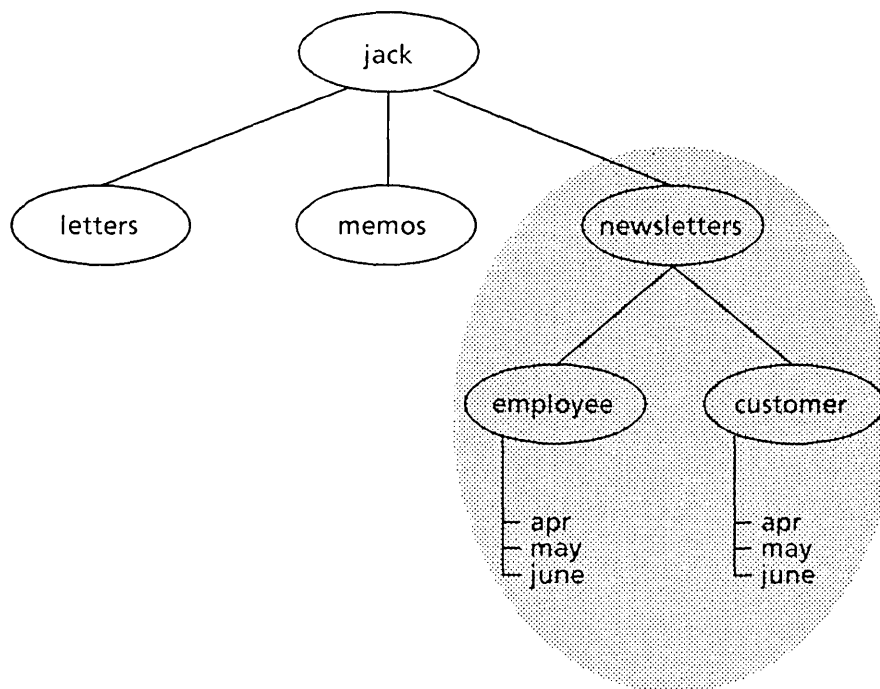 jack
letters memos newsletters
employee customer
apr apr
may may
june june